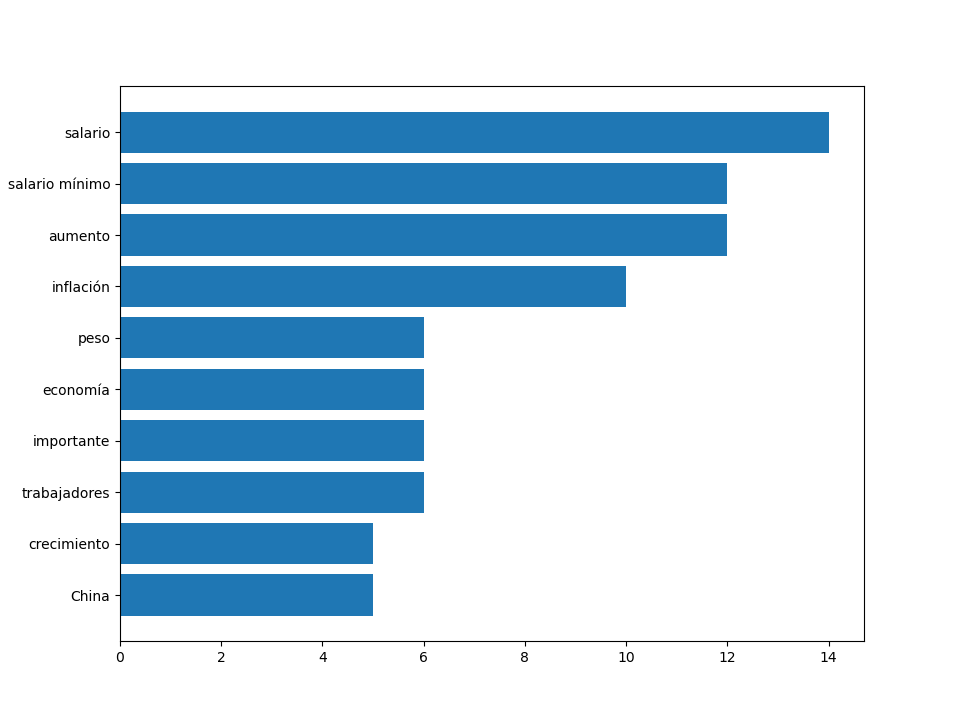 salario
salario mínimo
aumento
inflación
peso
economía
importante
trabajadores
crecimiento
China
0 2 4 6 8 10 12 14